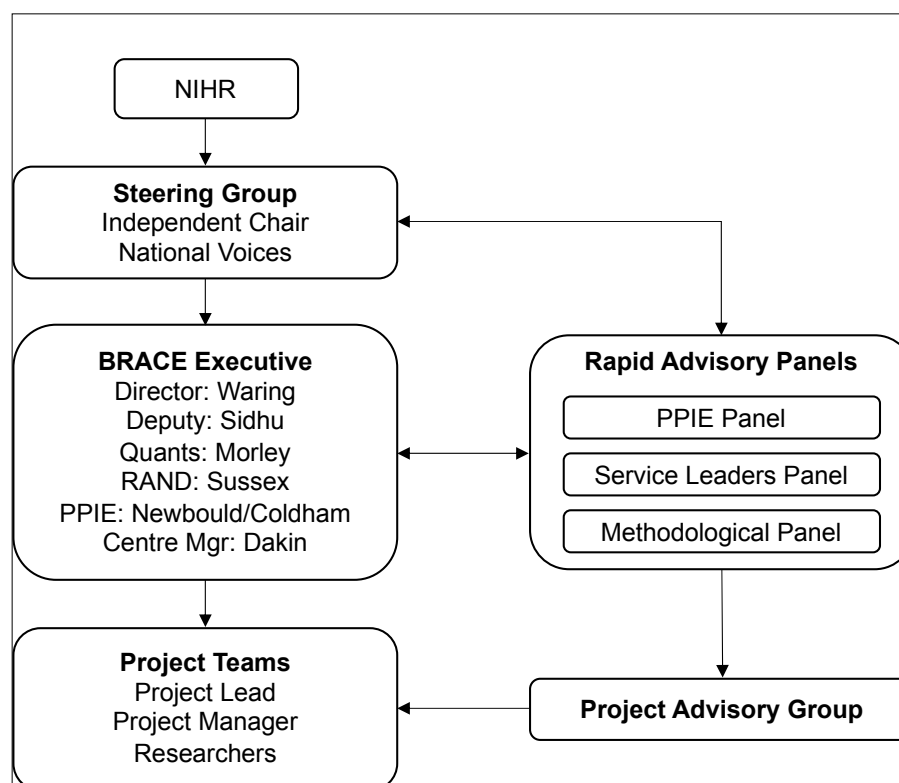 NIHR
Steering Group
Independent Chair
National Voices
BRACE Executive
Director: Waring
Deputy: Sidhu
Quants: Morley
RAND: Sussex
PPIE: Newbould/Coldham
Centre Mgr: Dakin
Rapid Advisory Panels
PPIE Panel
Service Leaders Panel
Methodological Panel
Project Teams
Project Lead
Project Manager
Researchers
Project Advisory Group